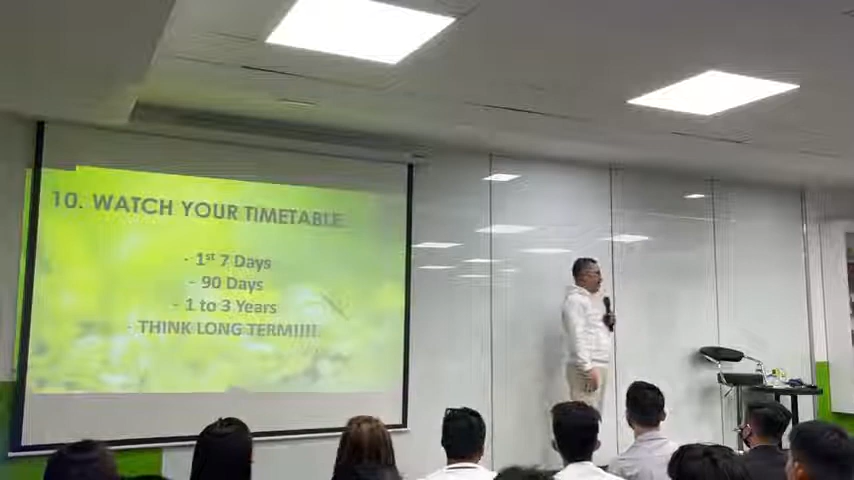 10. WATCH YOUR TIMETABLE
- 1st 7 Days
- 90 Days
- 1 to 3 Years
- THINK LONG TERM!!!!